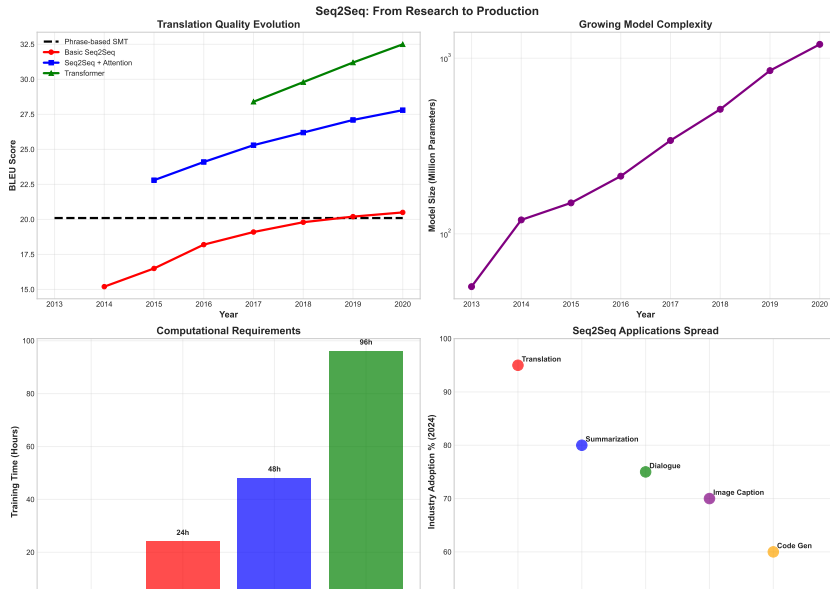 Seq2Seq: From Research to Production
Translation Quality Evolution
Phrase-based SMT
Basic Seq2Seq
Seq2Seq + Attention
Transformer
32.5
30.0
27.5
25.0
22.5
20.0
17.5
15.0
BLEU Score
2013
2014
2015
2016
2017
2018
2019
2020
Year
Growing Model Complexity
10³
10²
Model Size (Million Parameters)
2013
2014
2015
2016
2017
2018
2019
2020
Year
Computational Requirements
100
80
60
40
20
Training Time (Hours)
24h
48h
96h
Seq2Seq Applications Spread
100
90
80
70
60
Industry Adoption % (2024)
Translation
Summarization
Dialogue
Image Caption
Code Gen